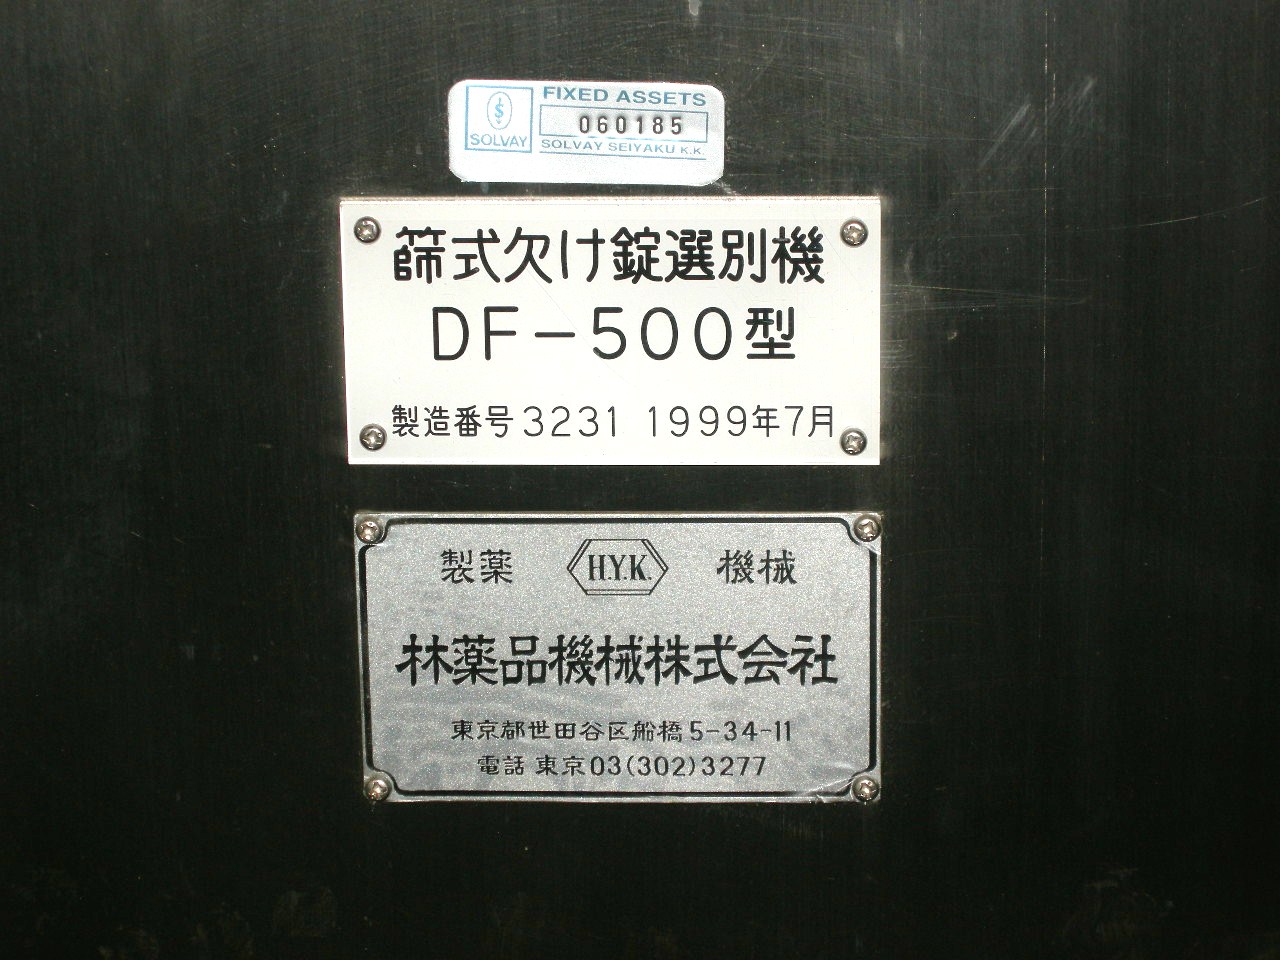 FIXED ASSETS
060185
SOLVAY
SOLVAY SEIYAKU K.K.
篩式欠け錠選別機
DF-500型
製造番号3231 1999年7月
製薬 H.Y.K. 機械
林薬品機械株式会社
東京都世田谷区船橋5-34-11
電話 東京03(302)3277